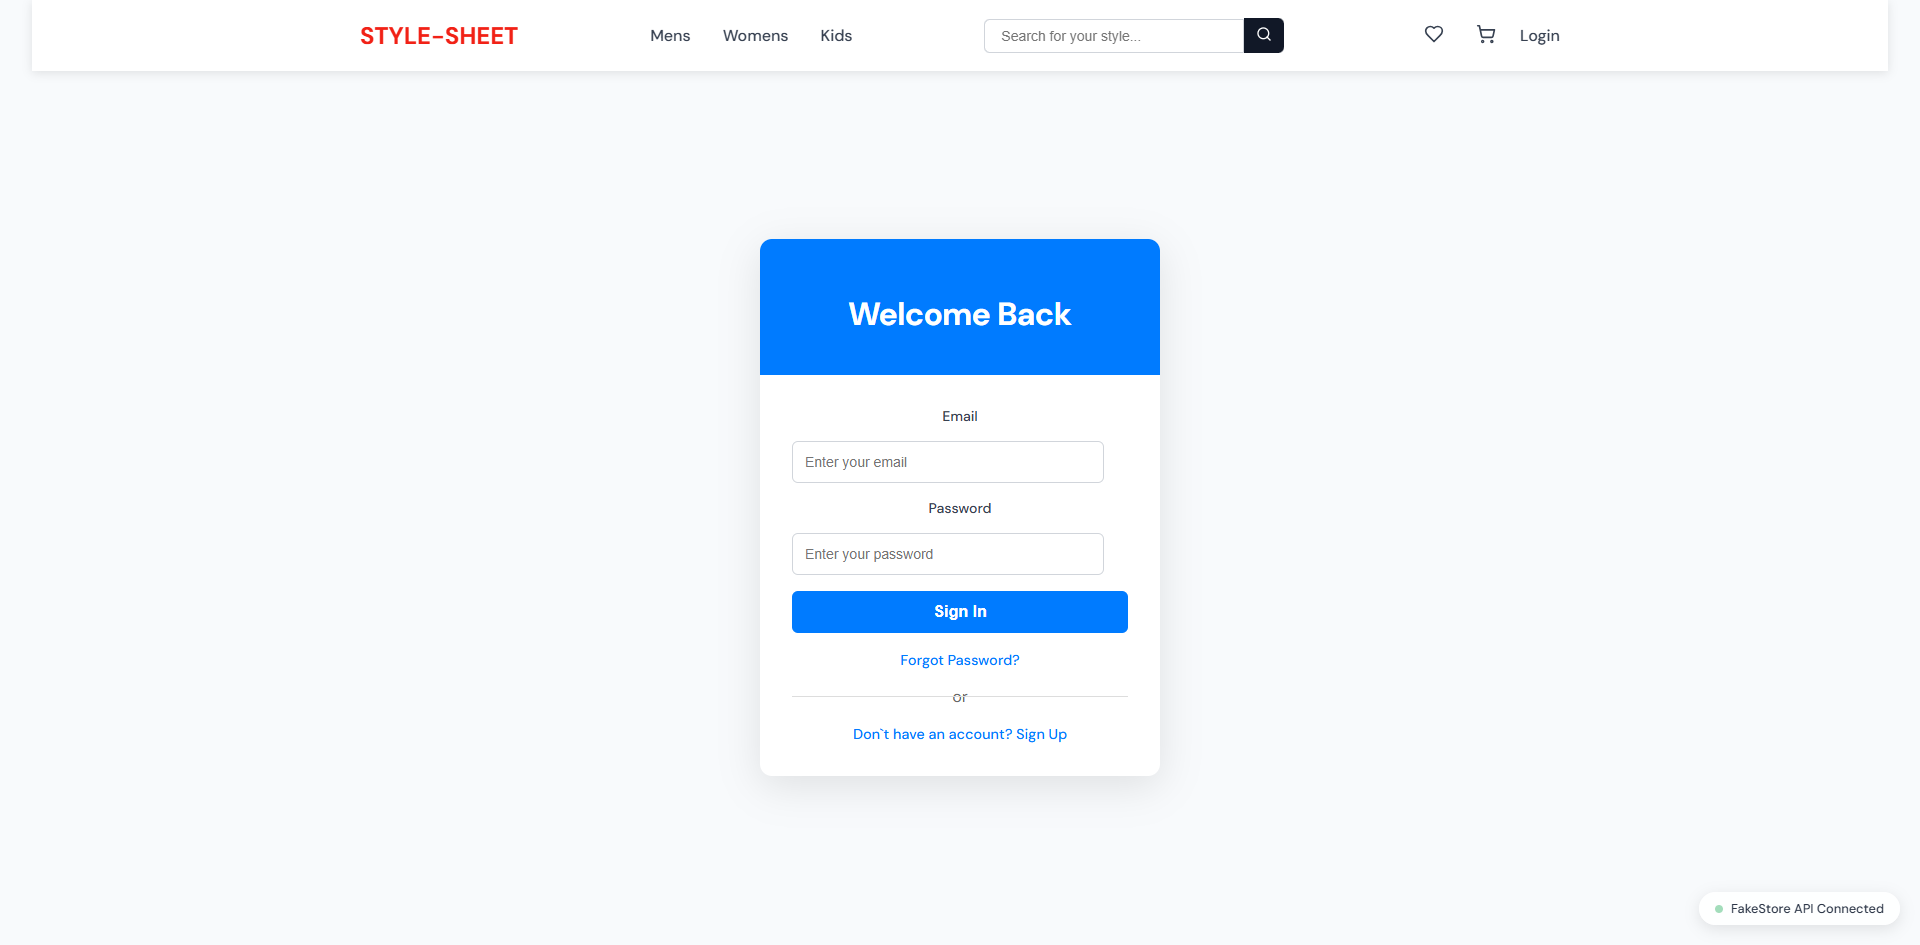 STYLE-SHEET
Mens Womens Kids
Search for your style...
Login
Welcome Back
Email
Enter your email
Password
Enter your password
Sign In
Forgot Password?
or
Don`t have an account? Sign Up
FakeStore API Connected